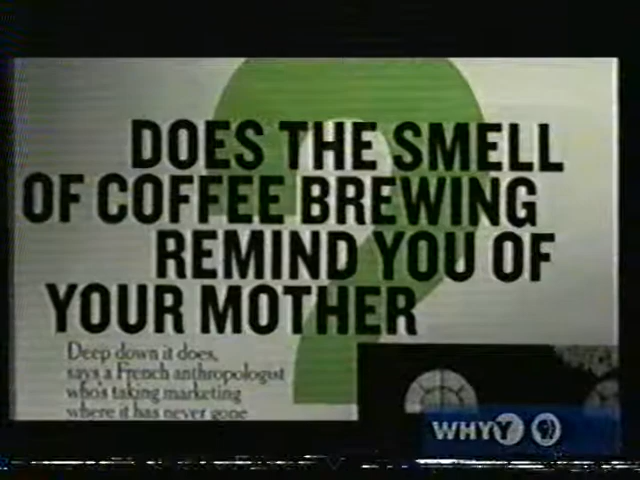 DOES THE SMELL
OF COFFEE BREWING
REMIND YOU OF
YOUR MOTHER
Deep down it does,
says a French anthropologist
who's taking marketing
where it has never gone
WHYY